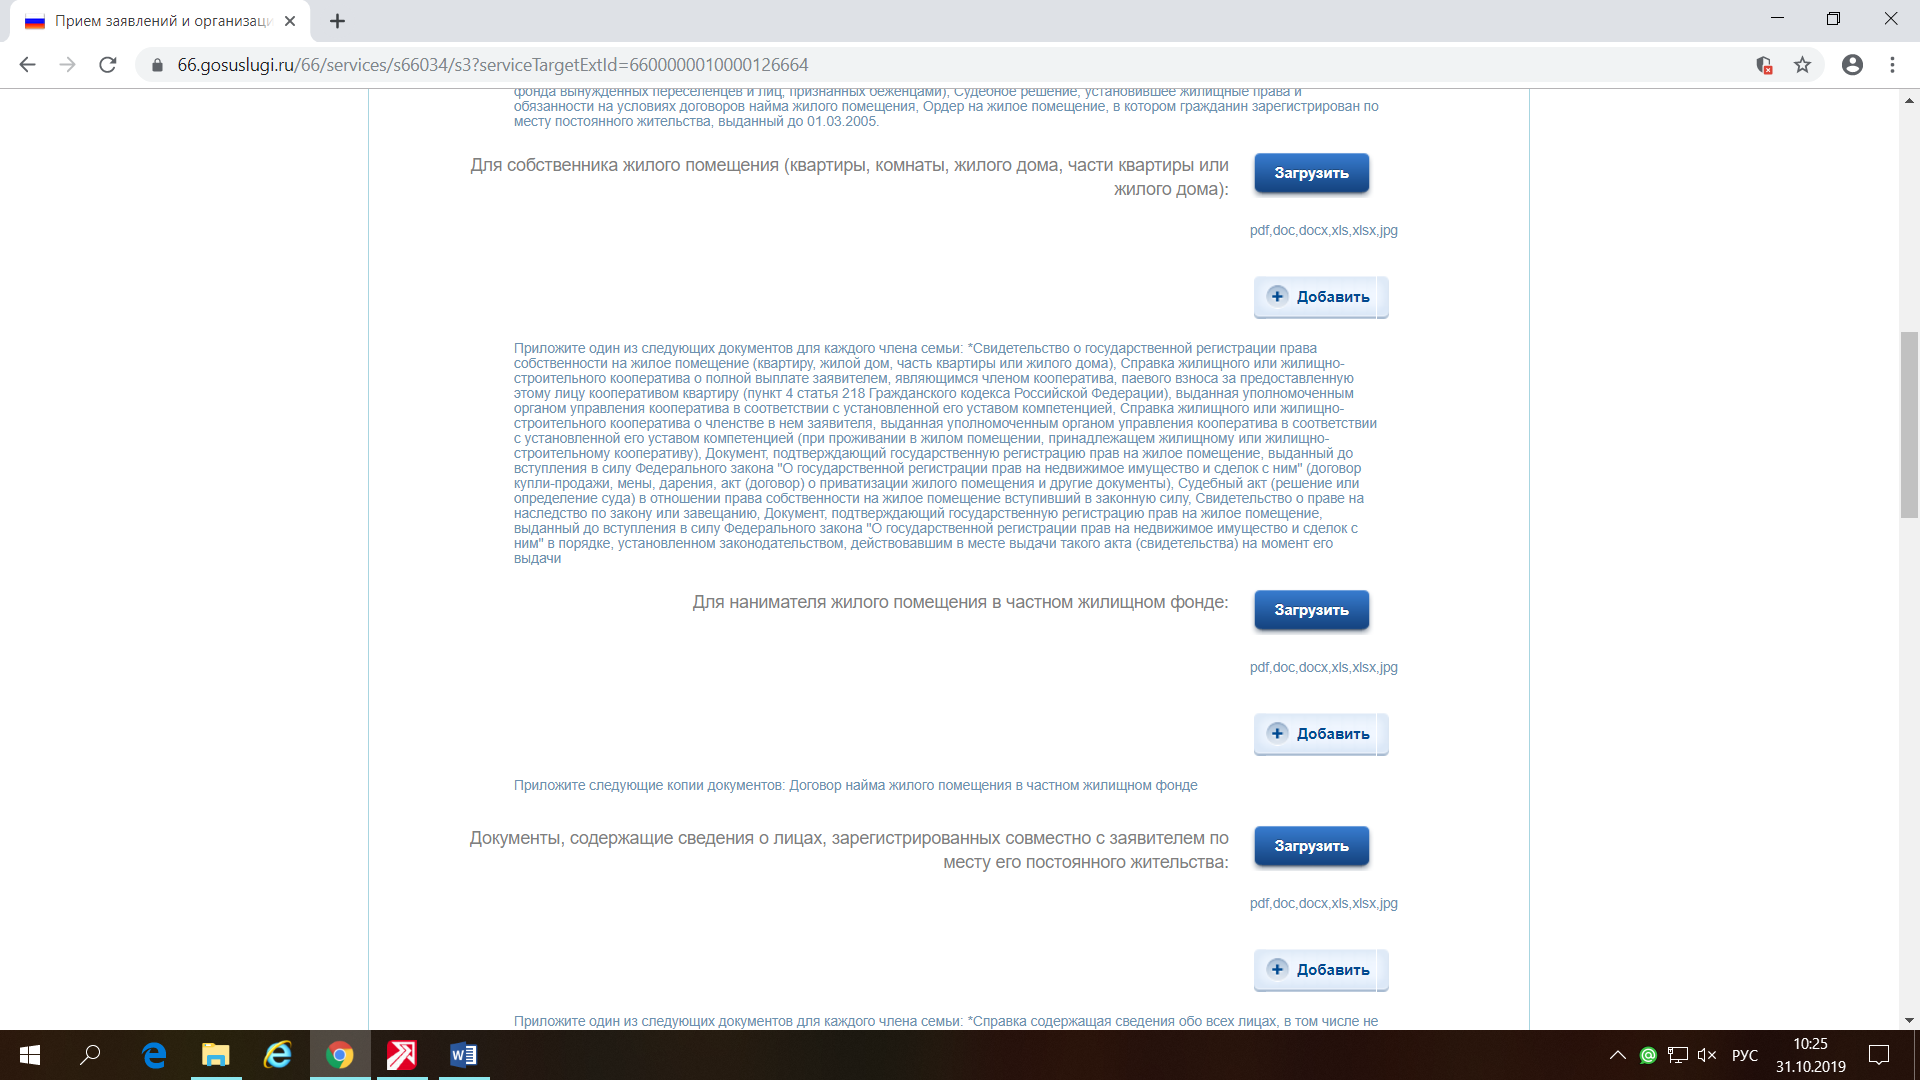 Прием заявлений и организаци
66.gosuslugi.ru/66/services/s66034/s3?serviceTargetExtId=6600000010000126664
фонда вынужденных переселенцев и лиц, признанных беженцами), Судебное решение, установившее жилищные права и
обязанности на условиях договоров найма жилого помещения, Ордер на жилое помещение, в котором гражданин зарегистрирован по
месту постоянного жительства, выданный до 01.03.2005.
Для собственника жилого помещения (квартиры, комнаты, жилого дома, части квартиры или
жилого дома):
Загрузить
pdf,doc,docx,xls,xlsx,jpg
Добавить
Приложите один из следующих документов для каждого члена семьи: *Свидетельство о государственной регистрации права
собственности на жилое помещение (квартиру, жилой дом, часть квартиры или жилого дома), Справка жилищного или жилищно-
строительного кооператива о полной выплате заявителем, являющимся членом кооператива, паевого взноса за предоставленную
этому лицу кооперативом квартиру (пункт 4 статья 218 Гражданского кодекса Российской Федерации), выданная уполномоченным
органом управления кооператива в соответствии с установленной его уставом компетенцией, Справка жилищного или жилищно-
строительного кооператива о членстве в нем заявителя, выданная уполномоченным органом управления кооператива в соответствии
с установленной его уставом компетенцией (при проживании в жилом помещении, принадлежащем жилищному или жилищно-
строительному кооперативу), Документ, подтверждающий государственную регистрацию прав на жилое помещение, выданный до
вступления в силу Федерального закона "О государственной регистрации прав на недвижимое имущество и сделок с ним" (договор
купли-продажи, мены, дарения, акт (договор) о приватизации жилого помещения и другие документы), Судебный акт (решение или
определение суда) в отношении права собственности на жилое помещение вступивший в законную силу, Свидетельство о праве на
наследство по закону или завещанию, Документ, подтверждающий государственную регистрацию прав на жилое помещение,
выданный до вступления в силу Федерального закона "О государственной регистрации прав на недвижимое имущество и сделок с
ним" в порядке, установленном законодательством, действовавшим в месте выдачи такого акта (свидетельства) на момент его
выдачи
Для нанимателя жилого помещения в частном жилищном фонде:
Загрузить
pdf,doc,docx,xls,xlsx,jpg
Добавить
Приложите следующие копии документов: Договор найма жилого помещения в частном жилищном фонде
Документы, содержащие сведения о лицах, зарегистрированных совместно с заявителем по
месту его постоянного жительства:
Загрузить
pdf,doc,docx,xls,xlsx,jpg
Добавить
Приложите один из следующих документов для каждого члена семьи: *Справка содержащая сведения обо всех лицах, в том числе не
РУС
10:25
31.10.2019